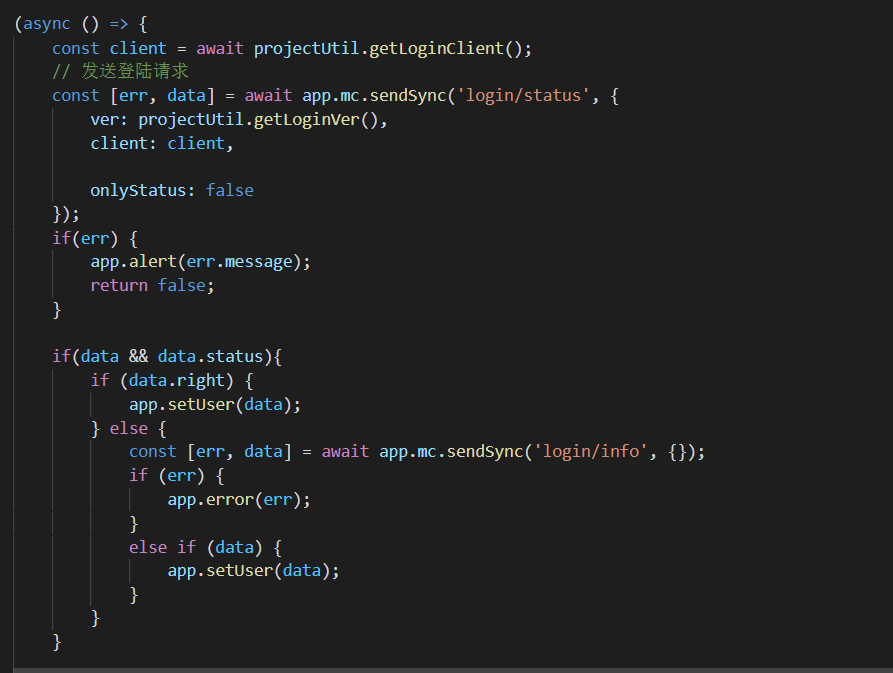 (async () => {
    const client = await projectUtil.getLoginClient();
    // 发送登陆请求
    const [err, data] = await app.mc.sendSync('login/status', {
        ver: projectUtil.getLoginVer(),
        client: client,

        onlyStatus: false
    });
    if(err) {
        app.alert(err.message);
        return false;
    }

    if(data && data.status){
        if (data.right) {
            app.setUser(data);
        } else {
            const [err, data] = await app.mc.sendSync('login/info', {});
            if (err) {
                app.error(err);
            }
            else if (data) {
                app.setUser(data);
            }
        }
    }